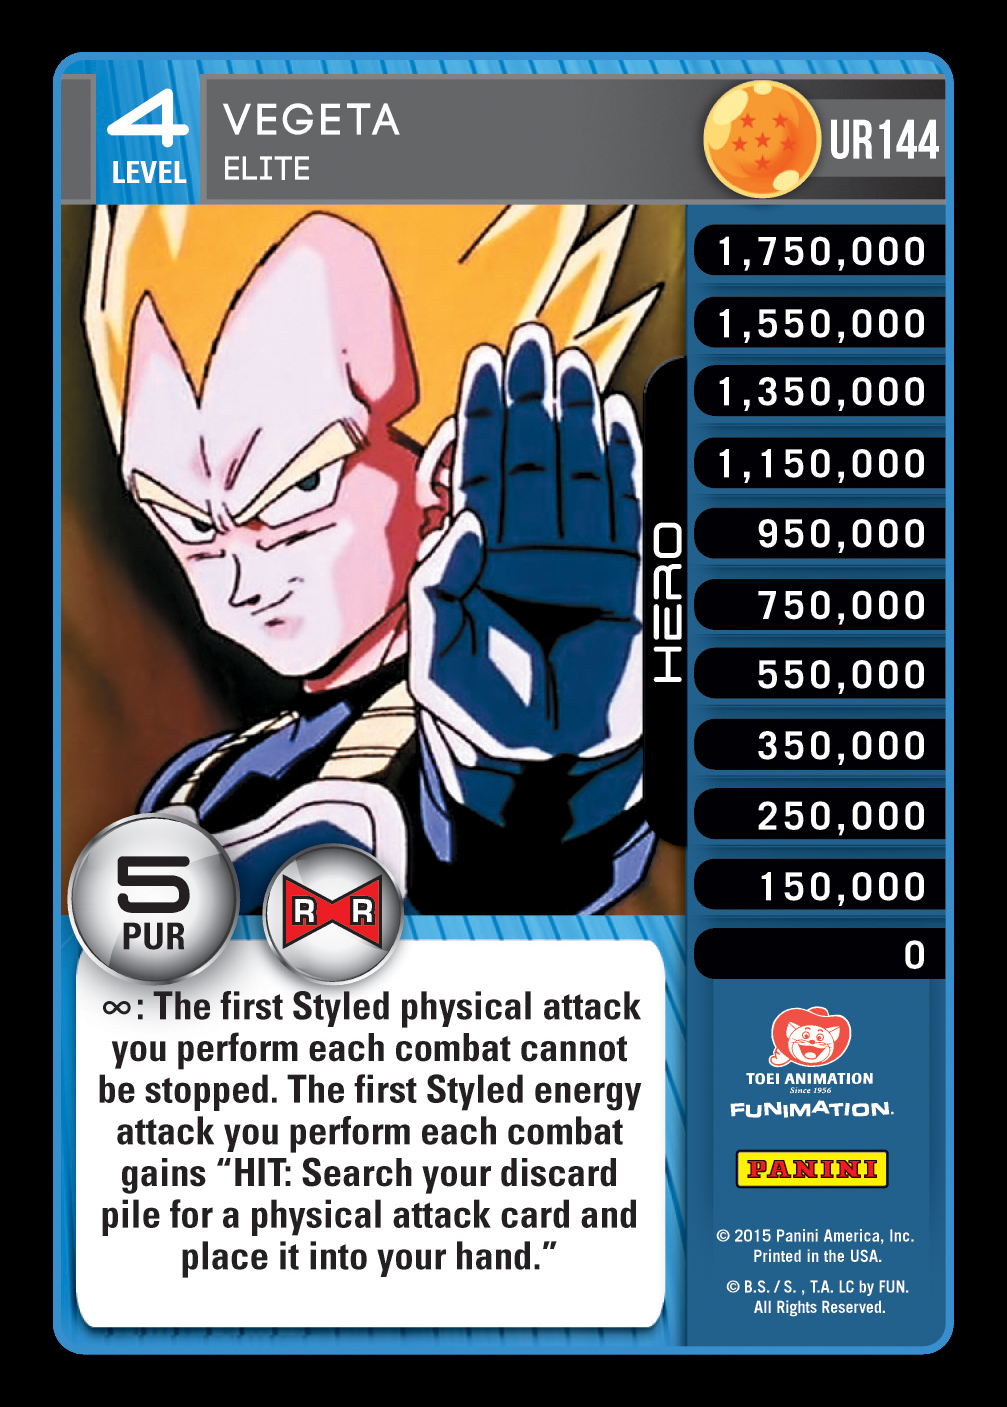 4
LEVEL
VEGETA
ELITE
UR144
1,750,000
1,550,000
1,350,000
1,150,000
950,000
750,000
550,000
350,000
250,000
150,000
0
HERO
5
PUR
R R
∞: The first Styled physical attack
you perform each combat cannot
be stopped. The first Styled energy
attack you perform each combat
gains “HIT: Search your discard
pile for a physical attack card and
place it into your hand.”
TOEI ANIMATION
Since 1956
FUNIMATION.
PANINI
© 2015 Panini America, Inc.
Printed in the USA.
© B.S. / S. , T.A. LC by FUN.
All Rights Reserved.